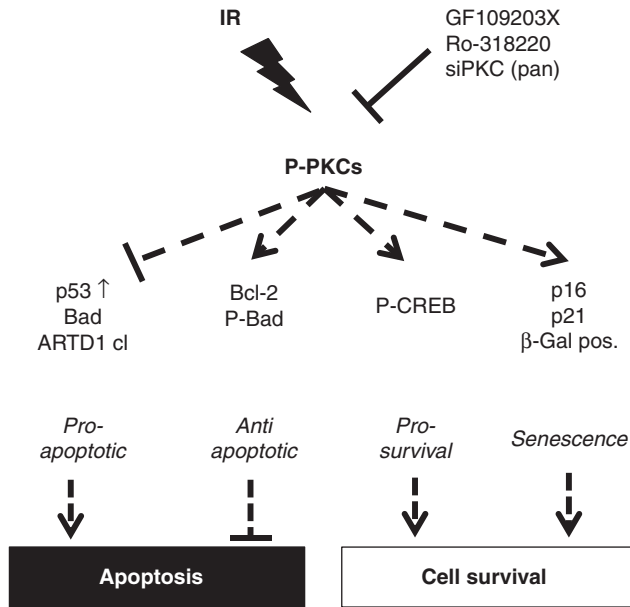 IR
GF109203X
Ro-318220
siPKC (pan)
P-PKCs
p53 ↑
Bad
ARTD1 cl
Bcl-2
P-Bad
P-CREB
p16
p21
β-Gal pos.
Pro-
apoptotic
Anti
apoptotic
Pro-
survival
Senescence
Apoptosis
Cell survival